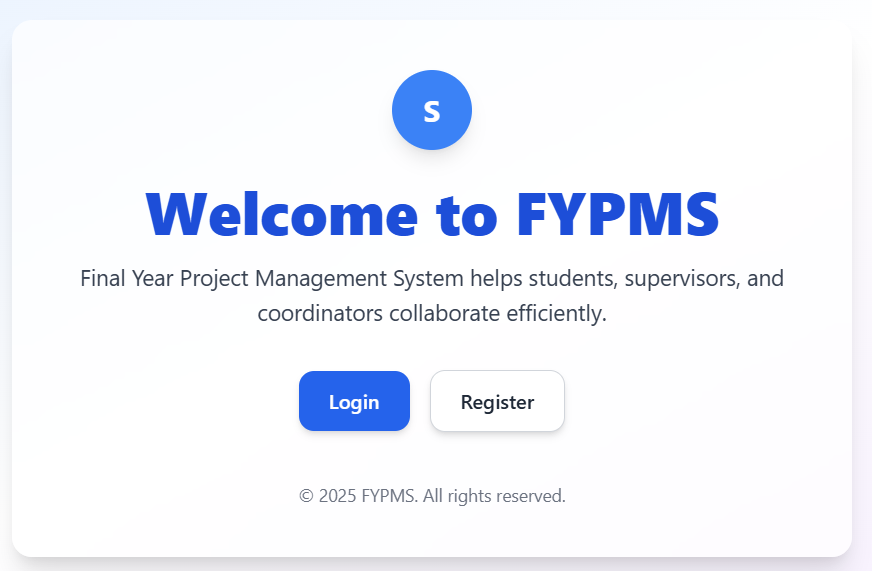 S
Welcome to FYPMS
Final Year Project Management System helps students, supervisors, and
coordinators collaborate efficiently.
Login
Register
© 2025 FYPMS. All rights reserved.